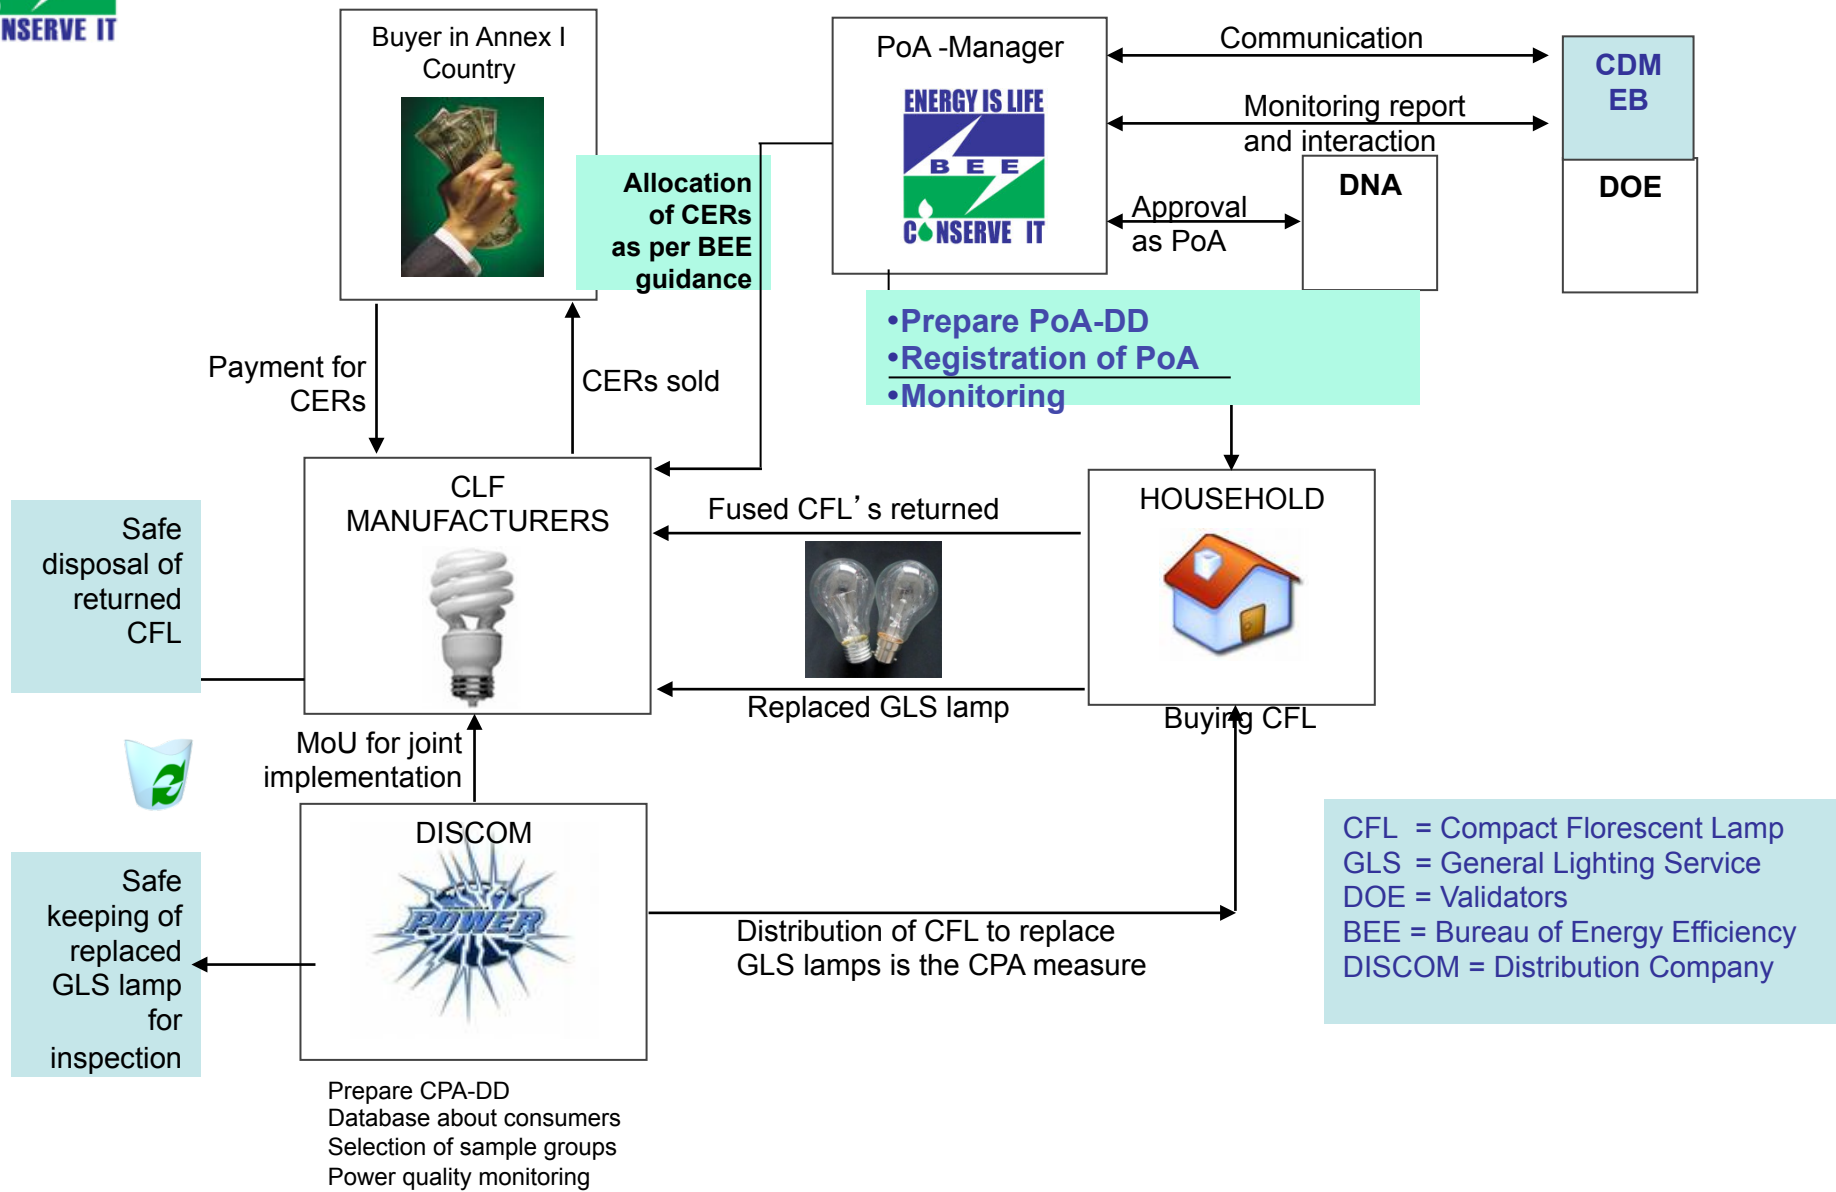 NSERVE IT
Buyer in Annex I
Country
PoA -Manager
ENERGY IS LIFE
B E E
CONSERVE IT
Communication
Monitoring report
and interaction
CDM
EB
DNA
DOE
Approval
as PoA
Allocation
of CERs
as per BEE
guidance
•Prepare PoA-DD
•Registration of PoA
•Monitoring
Payment for
CERs
CERs sold
CLF
MANUFACTURERS
Fused CFL’s returned
HOUSEHOLD
Safe
disposal of
returned
CFL
Replaced GLS lamp
Buying CFL
MoU for joint
implementation
DISCOM
POWER
Safe
keeping of
replaced
GLS lamp
for
inspection
Distribution of CFL to replace
GLS lamps is the CPA measure
CFL = Compact Florescent Lamp
GLS = General Lighting Service
DOE = Validators
BEE = Bureau of Energy Efficiency
DISCOM = Distribution Company
Prepare CPA-DD
Database about consumers
Selection of sample groups
Power quality monitoring